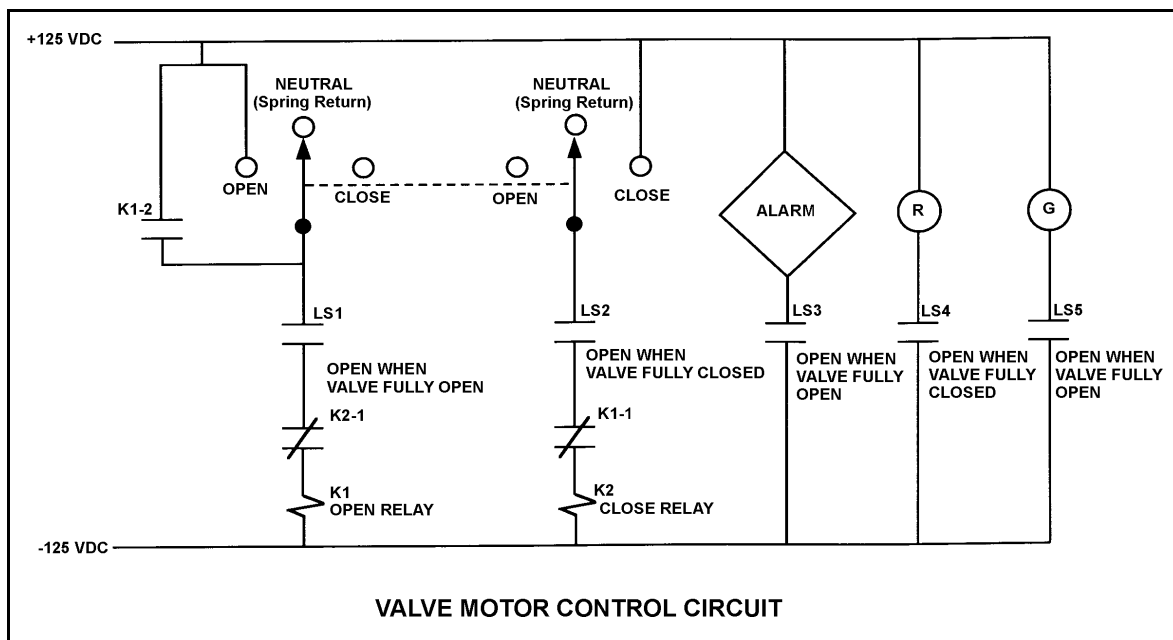 +125 VDC
NEUTRAL
(Spring Return)
NEUTRAL
(Spring Return)
OPEN
CLOSE
OPEN
CLOSE
K1-2
ALARM
R
G
LS1
LS2
LS3
LS4
LS5
OPEN WHEN
VALVE FULLY OPEN
OPEN WHEN
VALVE FULLY CLOSED
OPEN WHEN
VALVE FULLY
OPEN
OPEN WHEN
VALVE FULLY
CLOSED
OPEN WHEN
VALVE FULLY
OPEN
K2-1
K1-1
K1
OPEN RELAY
K2
CLOSE RELAY
-125 VDC
VALVE MOTOR CONTROL CIRCUIT